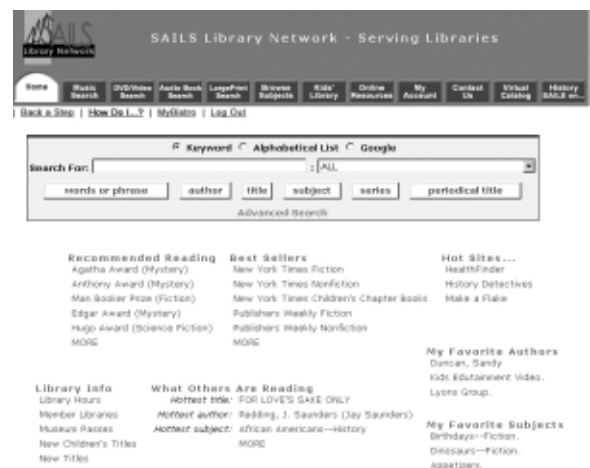 SAILS
Library Network
SAILS Library Network - Serving Libraries
Home
Music Search
DVD/Video Search
Audio Book Search
LargePrint Search
Browse Subjects
Kids' Library
Online Resources
My Account
Contact Us
Virtual Catalog
History SAILS an...
| Back a Step | How Do I...? | MyBistro | Log Out
Keyword Alphabetical List Google
Search For: : ALL
words or phrase author title subject series periodical title
Advanced Search
Recommended Reading
Agatha Award (Mystery)
Anthony Award (Mystery)
Man Booker Prize (Fiction)
Edgar Award (Mystery)
Hugo Award (Science Fiction)
MORE
Best Sellers
New York Times Fiction
New York Times Nonfiction
New York Times Children's Chapter Books
Publishers Weekly Fiction
Publishers Weekly Nonfiction
MORE
Hot Sites...
HealthFinder
History Detectives
Make a Flake
My Favorite Authors
Duncan, Sandy
Kids Edutainment Video.
Lyons Group.
Library Info
Library Hours
Member Libraries
Museum Passes
New Children's Titles
New Titles
What Others Are Reading
Hottest title: FOR LOVE'S SAKE ONLY
Hottest author: Redding, J. Saunders (Jay Saunders)
Hottest subject: African Americans--History
MORE
My Favorite Subjects
Birthdays--Fiction.
Dinosaurs--Fiction.
Appetizers.